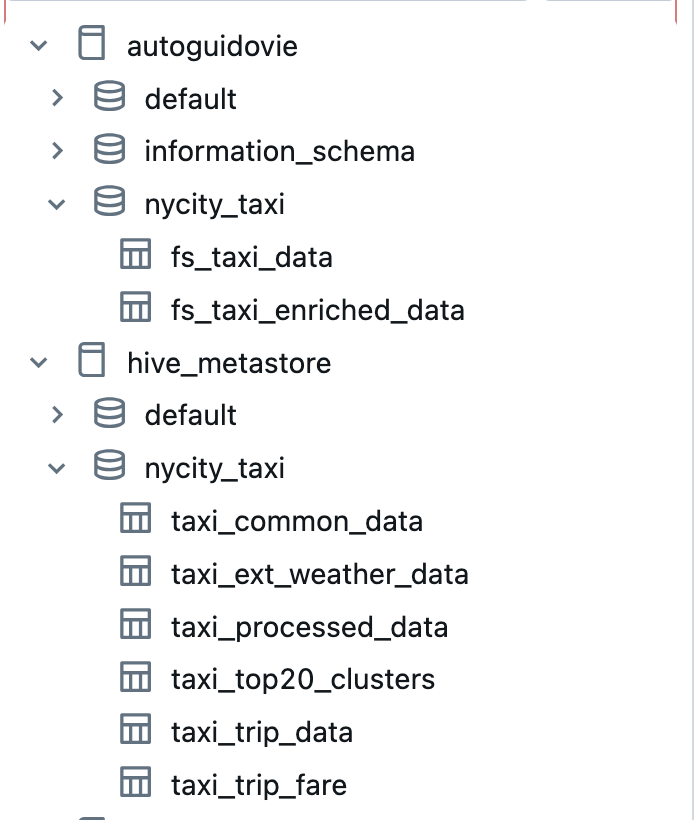 autoguidovie
default
information_schema
nycity_taxi
fs_taxi_data
fs_taxi_enriched_data
hive_metastore
default
nycity_taxi
taxi_common_data
taxi_ext_weather_data
taxi_processed_data
taxi_top20_clusters
taxi_trip_data
taxi_trip_fare